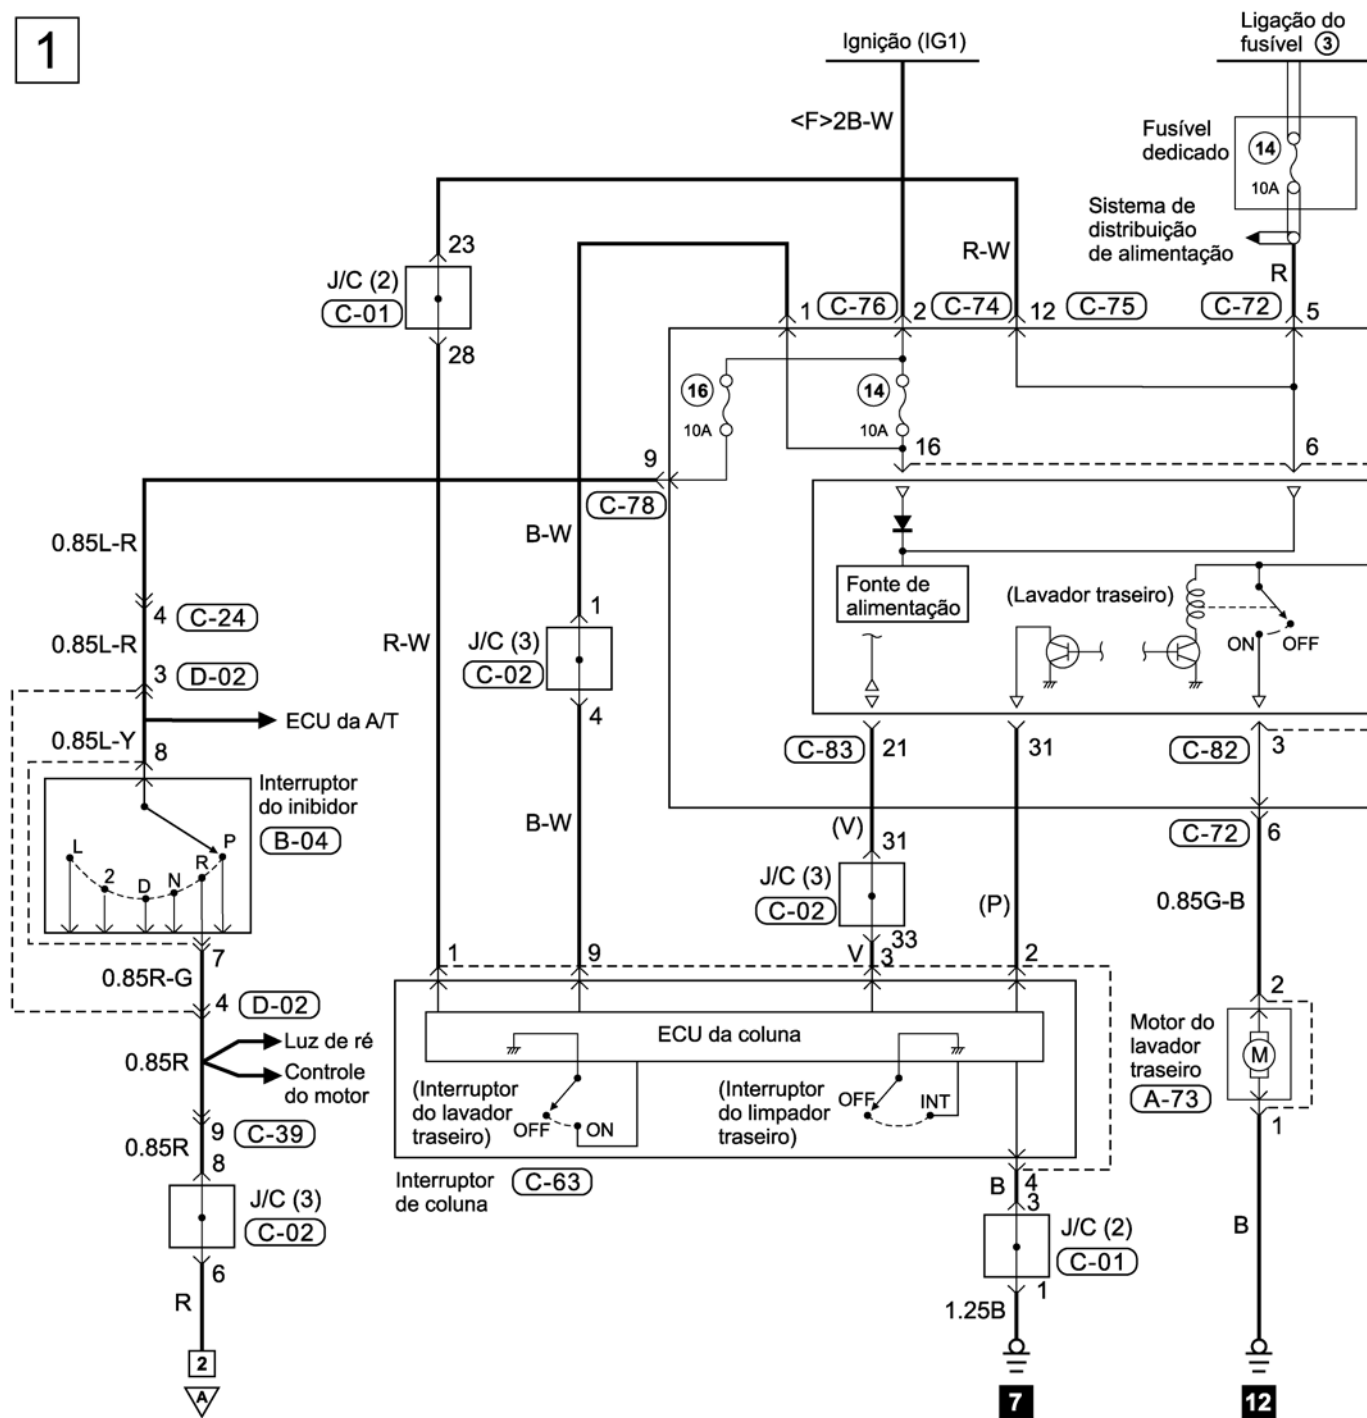 1
Ignição (IG1)
Ligação do
fusível 3
<F>2B-W
Fusível
dedicado
14
10A
Sistema de
distribuição
de alimentação
23
J/C (2)
C-01
28
R-W
R
1
C-76
2
C-74
12
C-75
C-72
5
16
10A
14
10A
9
16
6
C-78
0.85L-R
B-W
4
C-24
0.85L-R
R-W
1
J/C (3)
C-02
4
Fonte de
alimentação
(Lavador traseiro)
ON
OFF
3
D-02
ECU da A/T
0.85L-Y
8
C-83
21
31
C-82
3
Interruptor
do inibidor
B-04
L
2
D
N
R
P
B-W
(V)
31
J/C (3)
C-02
33
(P)
C-72
6
0.85G-B
7
0.85R-G
4
D-02
1
9
V
3
2
2
ECU da coluna
Luz de ré
0.85R
Controle
do motor
(Interruptor
do lavador
traseiro)
OFF
ON
(Interruptor
do limpador
traseiro)
OFF
INT
Motor do
lavador
traseiro
M
A-73
1
9
C-39
0.85R
8
Interruptor
de coluna
C-63
J/C (3)
C-02
6
R
B
4
3
J/C (2)
C-01
1
1.25B
B
2
A
7
12